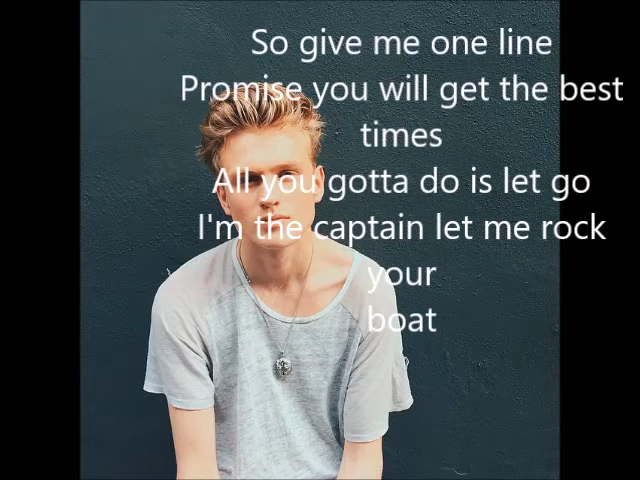 So give me one line
Promise you will get the best
times
All you gotta do is let go
I'm the captain let me rock
your
boat